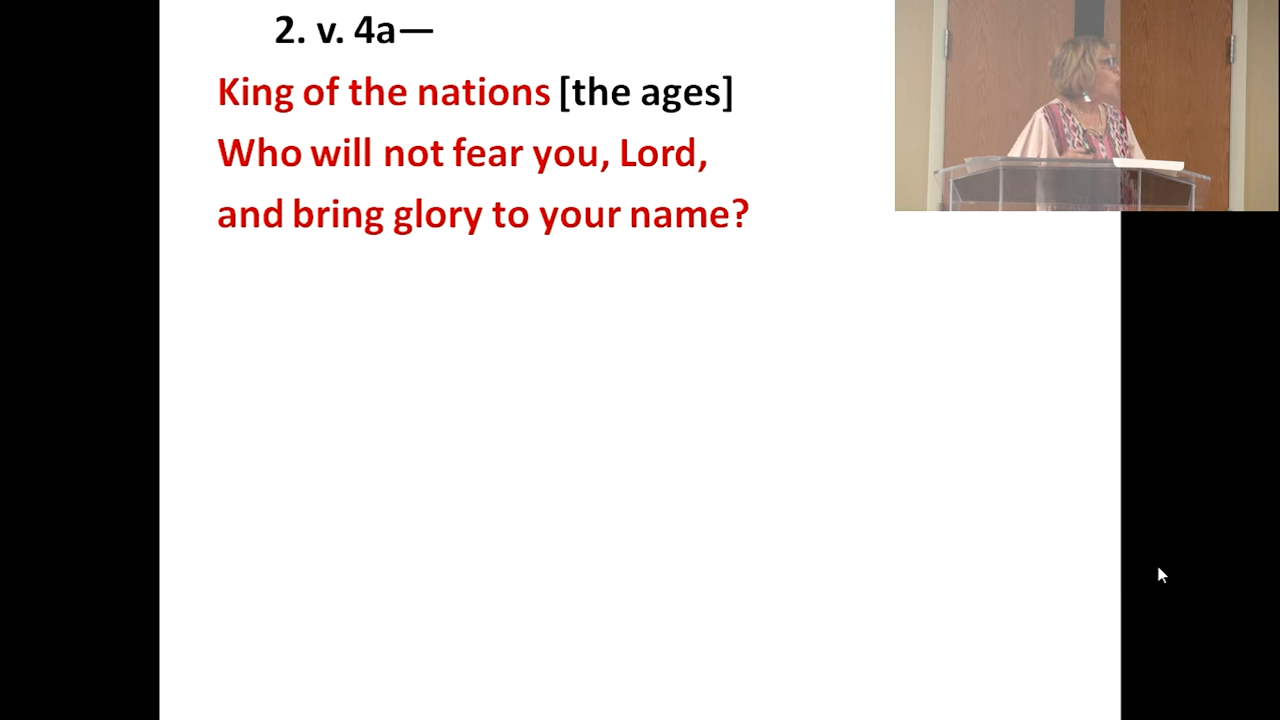 2. v. 4a—
King of the nations [the ages]
Who will not fear you, Lord,
and bring glory to your name?